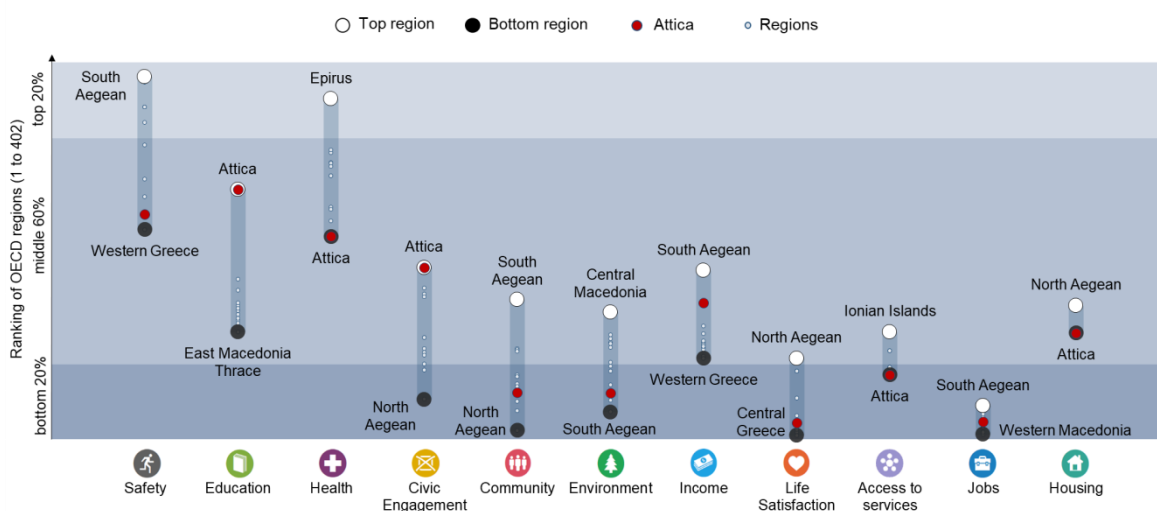 Top region
Bottom region
Attica
Regions
Ranking of OECD regions (1 to 402)
top 20%
middle 60%
bottom 20%
South
Aegean
Western Greece
Attica
East Macedonia
Thrace
Epirus
Attica
Attica
North
Aegean
South
Aegean
North
Aegean
Central
Macedonia
South Aegean
South Aegean
Western Greece
North Aegean
Central
Greece
Ionian Islands
Attica
South Aegean
Western Macedonia
North Aegean
Attica
Safety
Education
Health
Civic
Engagement
Community
Environment
Income
Life
Satisfaction
Access to
services
Jobs
Housing